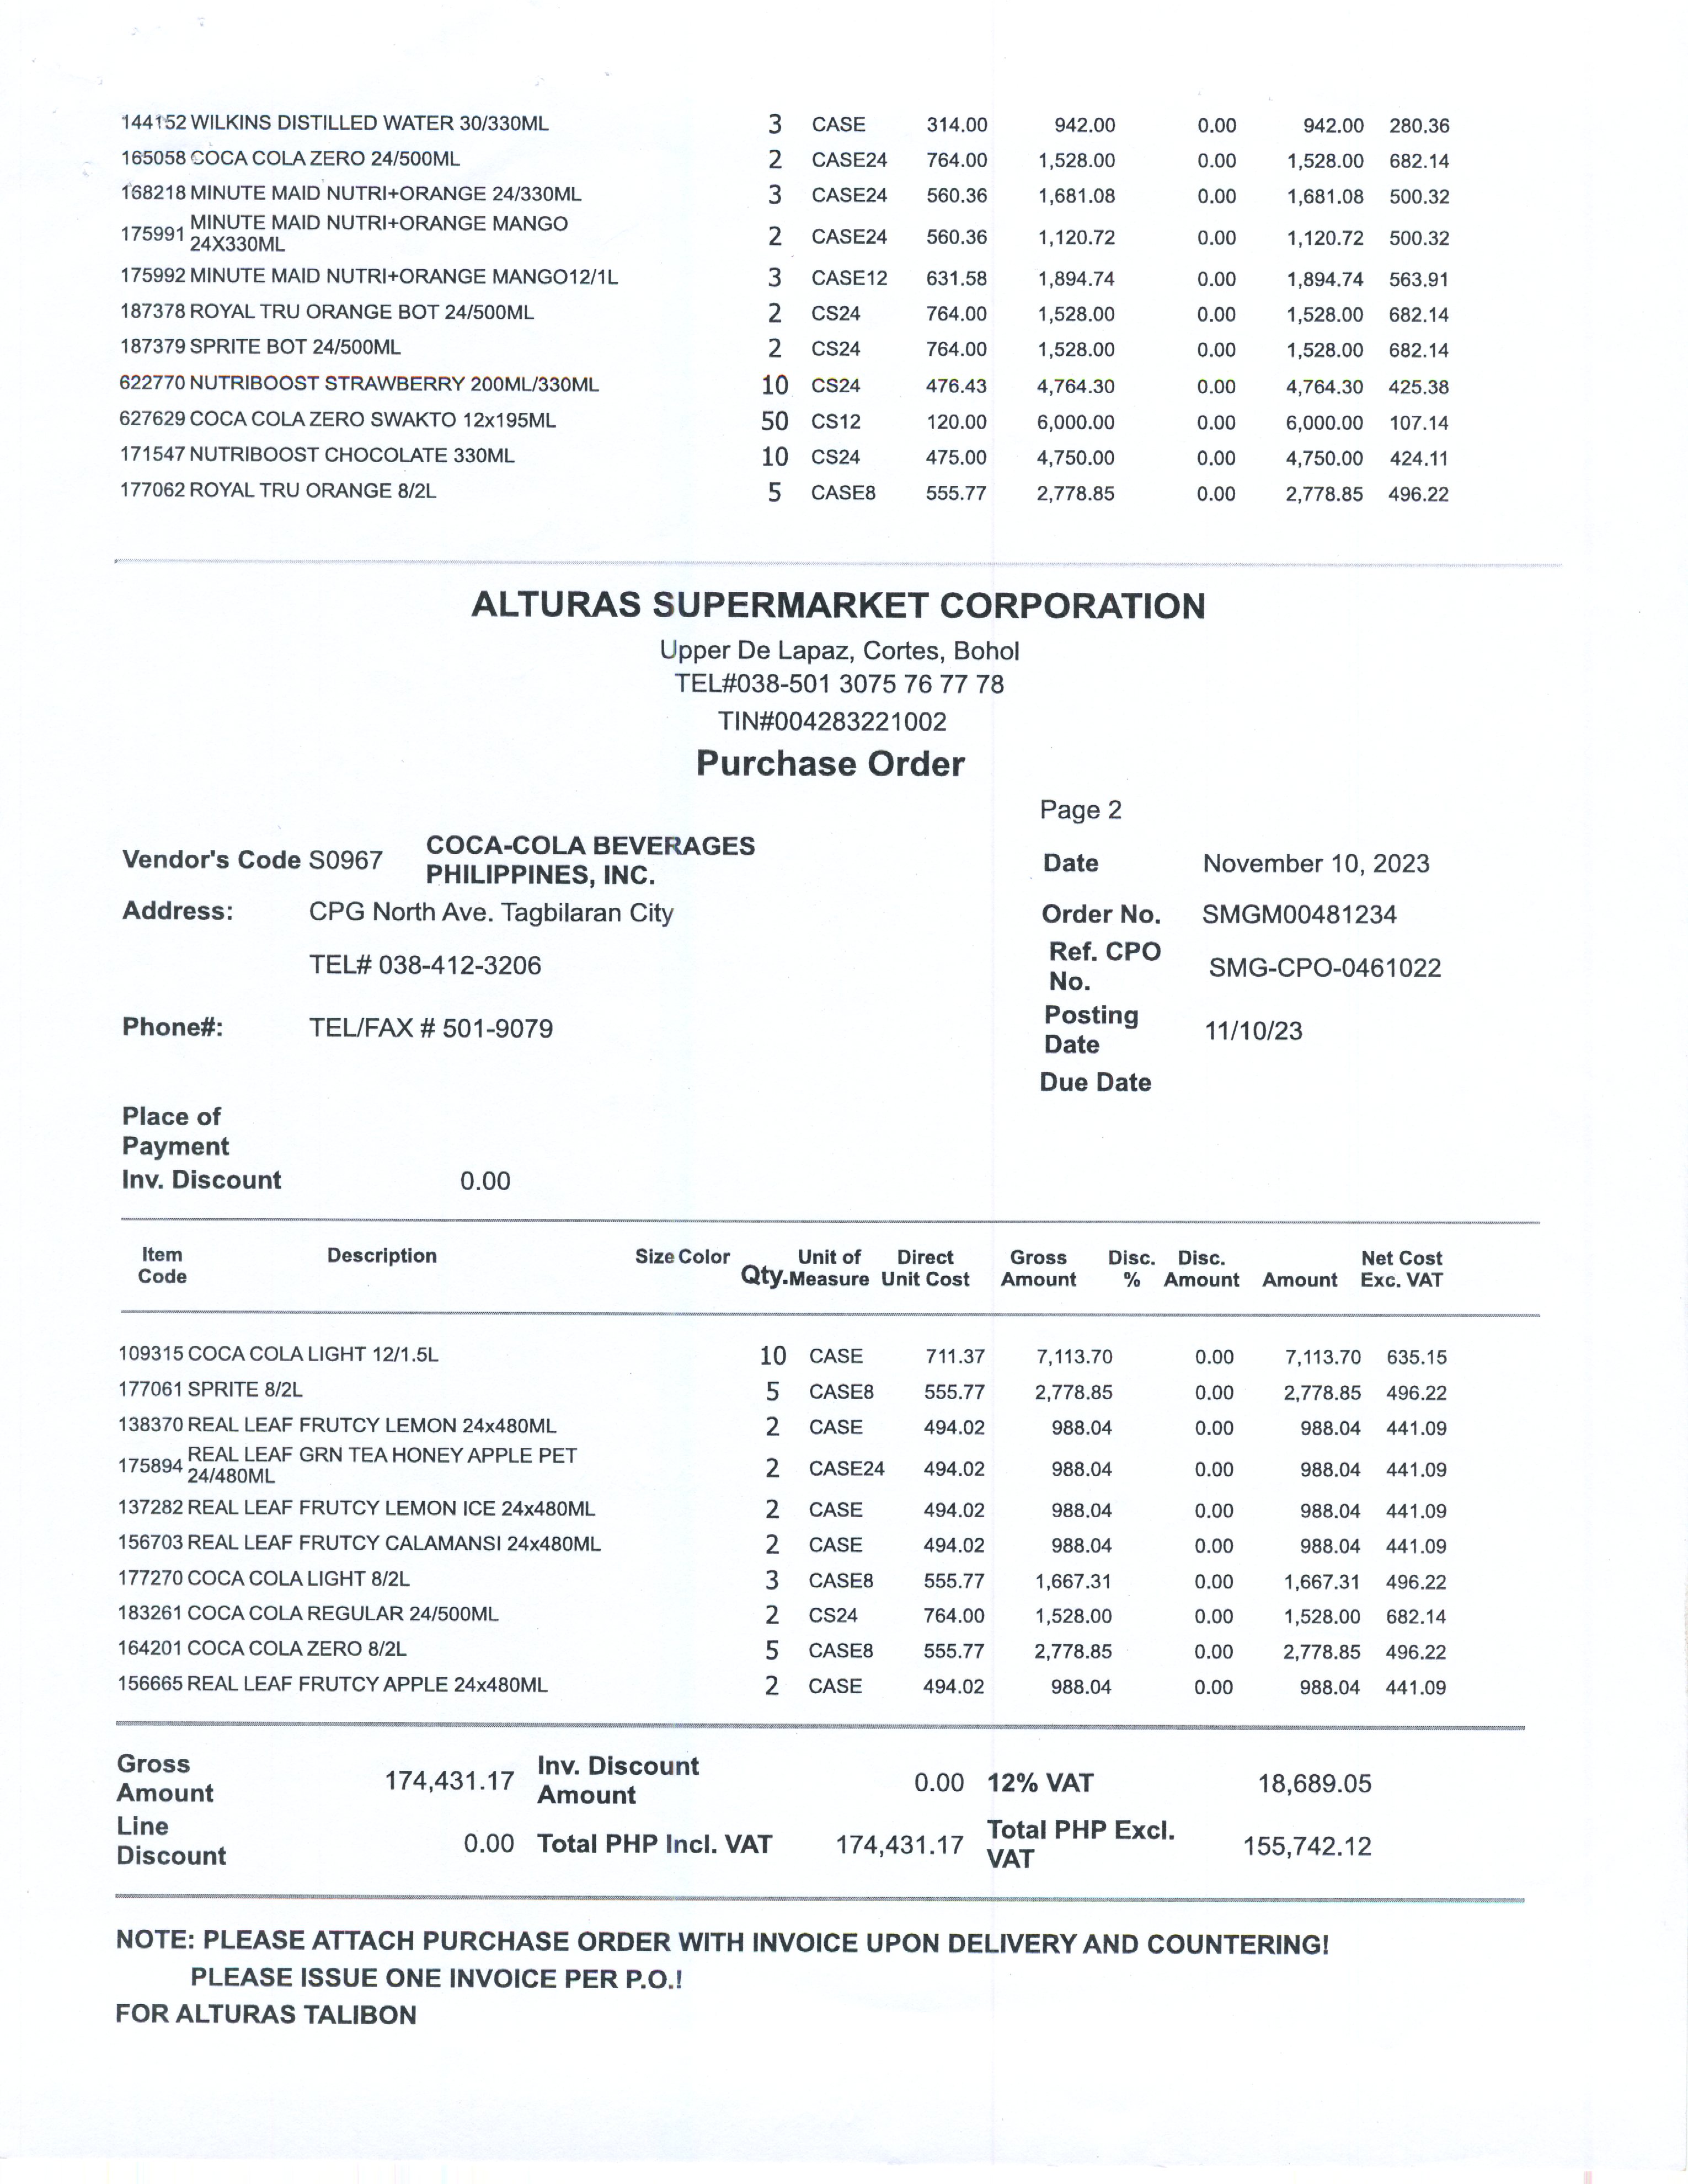 144152 WILKINS DISTILLED WATER 30/330ML 3 CASE 314.00 942.00 0.00 942.00 280.36
165058 COCA COLA ZERO 24/500ML 2 CASE24 764.00 1,528.00 0.00 1,528.00 682.14
168218 MINUTE MAID NUTRI+ORANGE 24/330ML 3 CASE24 560.36 1,681.08 0.00 1,681.08 500.32
175991 MINUTE MAID NUTRI+ORANGE MANGO 24X330ML 2 CASE24 560.36 1,120.72 0.00 1,120.72 500.32
175992 MINUTE MAID NUTRI+ORANGE MANGO12/1L 3 CASE12 631.58 1,894.74 0.00 1,894.74 563.91
187378 ROYAL TRU ORANGE BOT 24/500ML 2 CS24 764.00 1,528.00 0.00 1,528.00 682.14
187379 SPRITE BOT 24/500ML 2 CS24 764.00 1,528.00 0.00 1,528.00 682.14
622770 NUTRIBOOST STRAWBERRY 200ML/330ML 10 CS24 476.43 4,764.30 0.00 4,764.30 425.38
627629 COCA COLA ZERO SWAKTO 12x195ML 50 CS12 120.00 6,000.00 0.00 6,000.00 107.14
171547 NUTRIBOOST CHOCOLATE 330ML 10 CS24 475.00 4,750.00 0.00 4,750.00 424.11
177062 ROYAL TRU ORANGE 8/2L 5 CASE8 555.77 2,778.85 0.00 2,778.85 496.22
ALTURAS SUPERMARKET CORPORATION
Upper De Lapaz, Cortes, Bohol
TEL#038-501 3075 76 77 78
TIN#004283221002
Purchase Order
Page 2
Vendor's Code S0967 COCA-COLA BEVERAGES PHILIPPINES, INC.
Date November 10, 2023
Address: CPG North Ave. Tagbilaran City
Order No. SMGM00481234
TEL# 038-412-3206
Ref. CPO No. SMG-CPO-0461022
Phone#: TEL/FAX # 501-9079
Posting Date 11/10/23
Due Date
Place of Payment
Inv. Discount 0.00
Item Code Description Size Color Qty. Unit of Measure Direct Unit Cost Gross Amount Disc. % Disc. Amount Amount Net Cost Exc. VAT
109315 COCA COLA LIGHT 12/1.5L 10 CASE 711.37 7,113.70 0.00 7,113.70 635.15
177061 SPRITE 8/2L 5 CASE8 555.77 2,778.85 0.00 2,778.85 496.22
138370 REAL LEAF FRUTCY LEMON 24x480ML 2 CASE 494.02 988.04 0.00 988.04 441.09
175894 REAL LEAF GRN TEA HONEY APPLE PET 24/480ML 2 CASE24 494.02 988.04 0.00 988.04 441.09
137282 REAL LEAF FRUTCY LEMON ICE 24x480ML 2 CASE 494.02 988.04 0.00 988.04 441.09
156703 REAL LEAF FRUTCY CALAMANSI 24x480ML 2 CASE 494.02 988.04 0.00 988.04 441.09
177270 COCA COLA LIGHT 8/2L 3 CASE8 555.77 1,667.31 0.00 1,667.31 496.22
183261 COCA COLA REGULAR 24/500ML 2 CS24 764.00 1,528.00 0.00 1,528.00 682.14
164201 COCA COLA ZERO 8/2L 5 CASE8 555.77 2,778.85 0.00 2,778.85 496.22
156665 REAL LEAF FRUTCY APPLE 24x480ML 2 CASE 494.02 988.04 0.00 988.04 441.09
Gross Amount 174,431.17 Inv. Discount Amount 0.00 12% VAT 18,689.05
Line Discount 0.00 Total PHP Incl. VAT 174,431.17 Total PHP Excl. VAT 155,742.12
NOTE: PLEASE ATTACH PURCHASE ORDER WITH INVOICE UPON DELIVERY AND COUNTERING!
PLEASE ISSUE ONE INVOICE PER P.O.!
FOR ALTURAS TALIBON